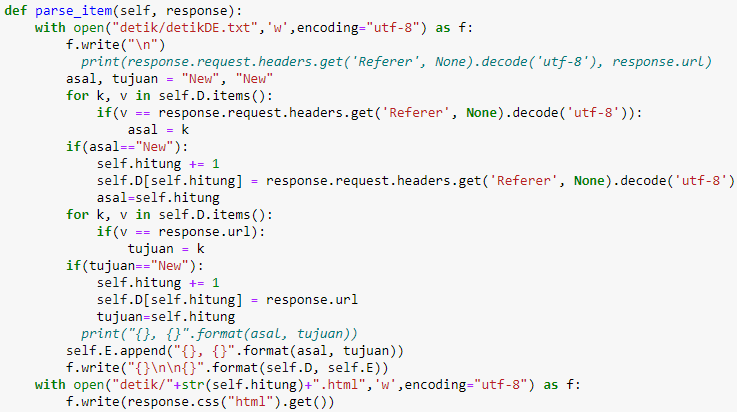 def parse_item(self, response):
    with open("detik/detikDE.txt",'w',encoding="utf-8") as f:
        f.write("\n")
          print(response.request.headers.get('Referer', None).decode('utf-8'), response.url)
        asal, tujuan = "New", "New"
        for k, v in self.D.items():
            if(v == response.request.headers.get('Referer', None).decode('utf-8')):
                asal = k
        if(asal=="New"):
            self.hitung += 1
            self.D[self.hitung] = response.request.headers.get('Referer', None).decode('utf-8')
            asal=self.hitung
        for k, v in self.D.items():
            if(v == response.url):
                tujuan = k
        if(tujuan=="New"):
            self.hitung += 1
            self.D[self.hitung] = response.url
            tujuan=self.hitung
          print("{}, {}".format(asal, tujuan))
        self.E.append("{}, {}".format(asal, tujuan))
        f.write("{}\n\n{}".format(self.D, self.E))
    with open("detik/"+str(self.hitung)+".html",'w',encoding="utf-8") as f:
        f.write(response.css("html").get())